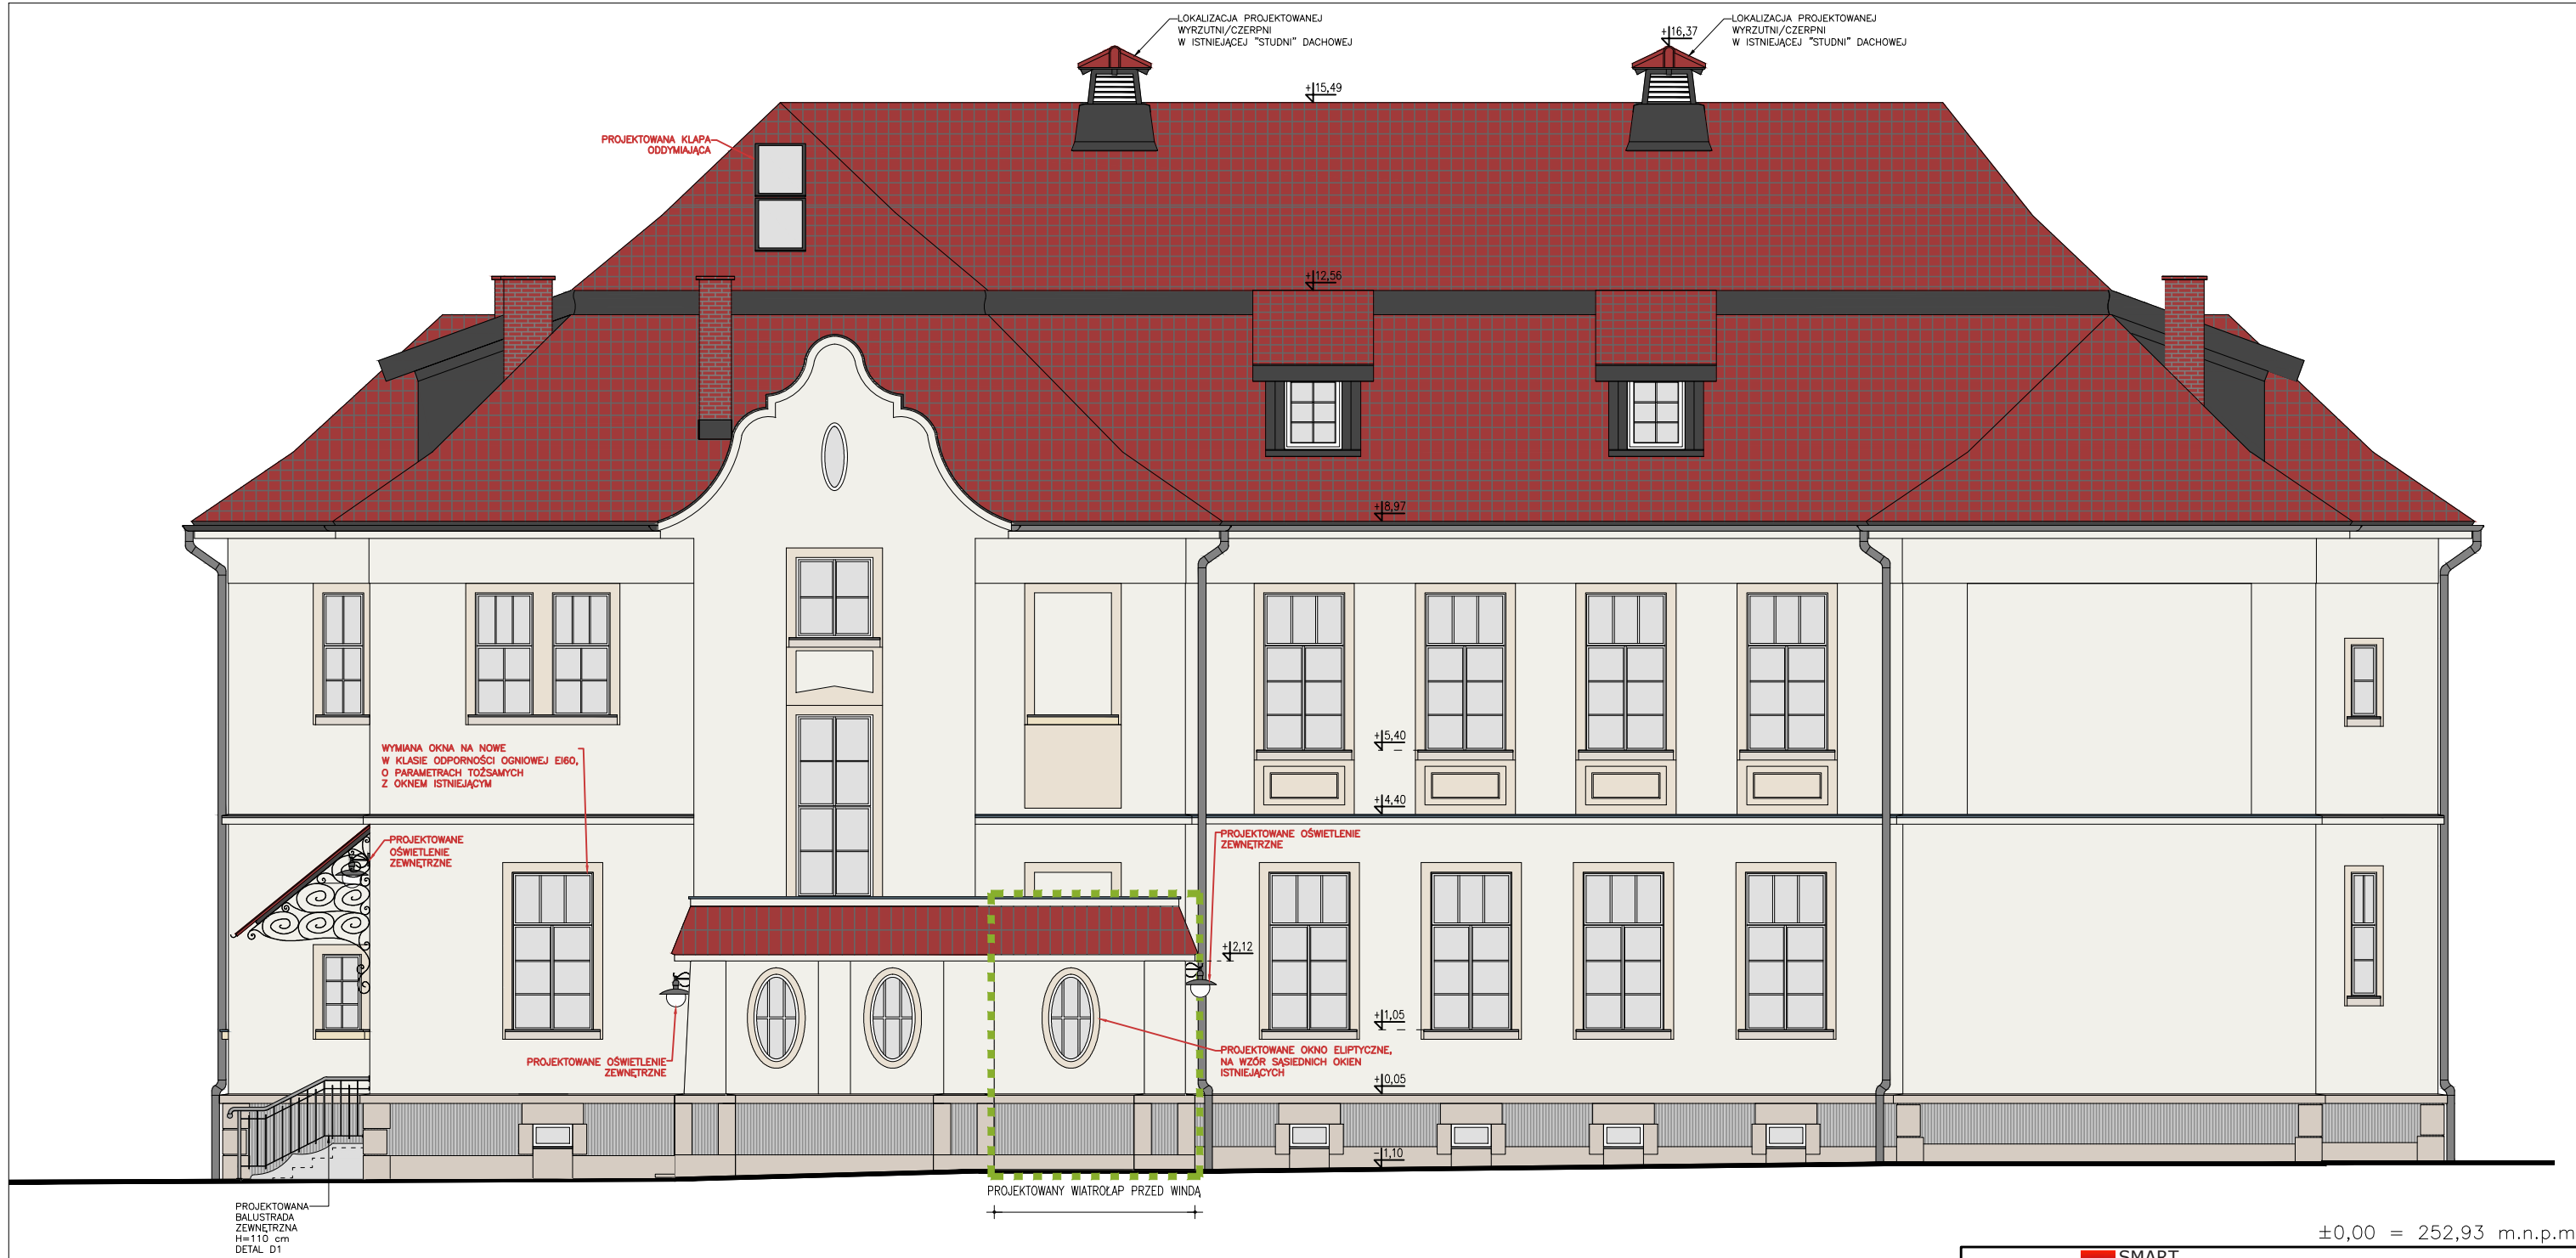 LOKALIZACJA PROJEKTOWANEJ
WYRZUTNI/CZERPNI
W ISTNIEJĄCEJ "STUDNI" DACHOWEJ
+16,37
LOKALIZACJA PROJEKTOWANEJ
WYRZUTNI/CZERPNI
W ISTNIEJĄCEJ "STUDNI" DACHOWEJ
+15,49
PROJEKTOWANA KLAPA
ODDYMIAJĄCA
+12,56
+8,97
WYMIANA OKNA NA NOWE
W KLASIE ODPORNOŚCI OGNIOWEJ EI60,
O PARAMETRACH TOŻSAMYCH
Z OKNEM ISTNIEJĄCYM
+5,40
+4,40
PROJEKTOWANE
OŚWIETLENIE
ZEWNĘTRZNE
PROJEKTOWANE OŚWIETLENIE
ZEWNĘTRZNE
+2,12
+1,05
PROJEKTOWANE OŚWIETLENIE
ZEWNĘTRZNE
PROJEKTOWANE OKNO ELIPTYCZNE,
NA WZÓR SĄSIEDNICH OKIEN
ISTNIEJĄCYCH
+0,05
-1,10
PROJEKTOWANY WIATROŁAP PRZED WINDĄ
PROJEKTOWANA
BALUSTRADA
ZEWNĘTRZNA
H=110 cm
DETAL D1
±0,00 = 252,93 m.n.p.m
SMART